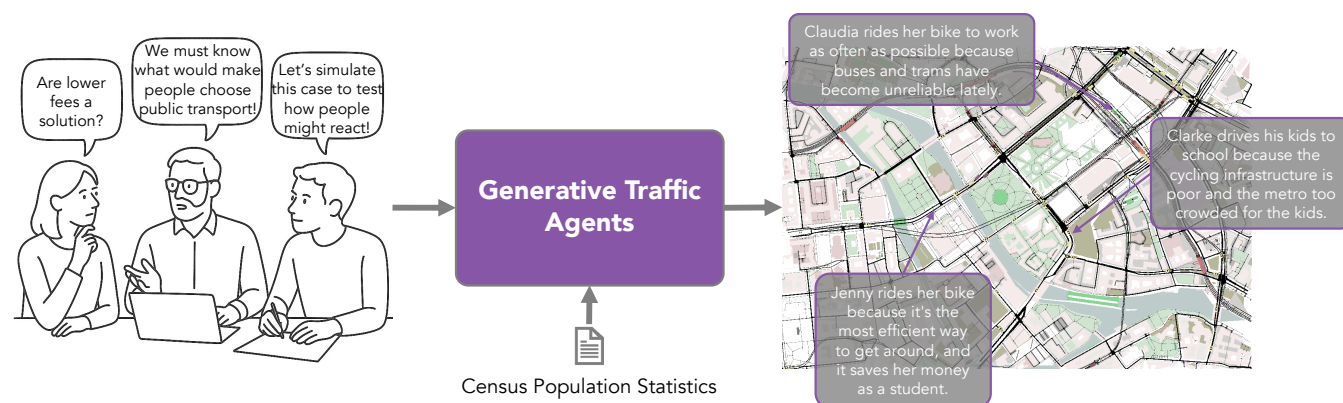 Are lower
fees a
solution?
We must know
what would make
people choose
public transport!
Let's simulate
this case to test
how people
might react!
Generative Traffic
Agents
Census Population Statistics
Claudia rides her bike to work
as often as possible because
buses and trams have
become unreliable lately.
Clarke drives his kids to
school because the
cycling infrastructure is
poor and the metro too
crowded for the kids.
Jenny rides her bike
because it's the
most efficient way
to get around, and
it saves her money
as a student.